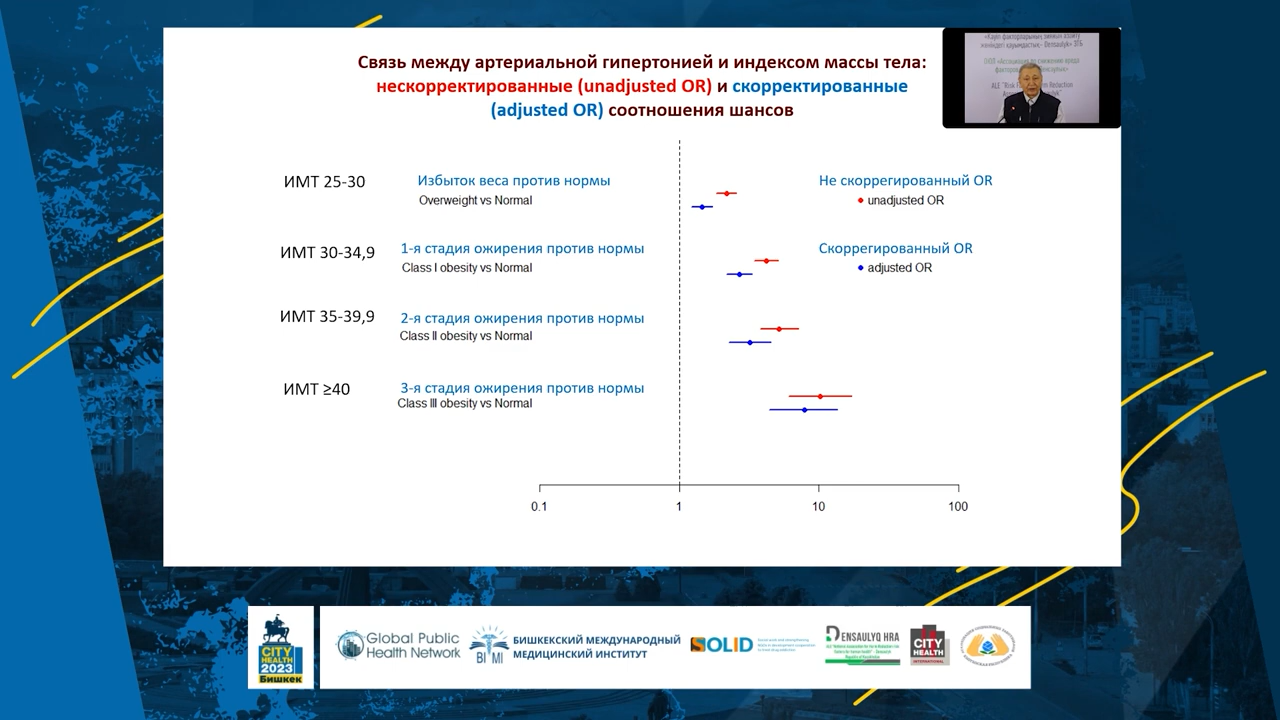 Связь между артериальной гипертонией и индексом массы тела:
нескорректированные (unadjusted OR) и скорректированные
(adjusted OR) соотношения шансов
ИМТ 25-30
Избыток веса против нормы
Overweight vs Normal
Не скоррегированный OR
unadjusted OR
ИМТ 30-34,9
1-я стадия ожирения против нормы
Class I obesity vs Normal
Скоррегированный OR
adjusted OR
ИМТ 35-39,9
2-я стадия ожирения против нормы
Class II obesity vs Normal
ИМТ ≥40
3-я стадия ожирения против нормы
Class III obesity vs Normal
0.1 1 10 100
CITY
HEALTH
2023
Бишкек
Global Public
Health Network
BIMI
БИШКЕКСКИЙ МЕЖДУНАРОДНЫЙ
МЕДИЦИНСКИЙ ИНСТИТУТ
SOLID
DENSAULYQ HRA
CITY
HEALTH
INTERNATIONAL